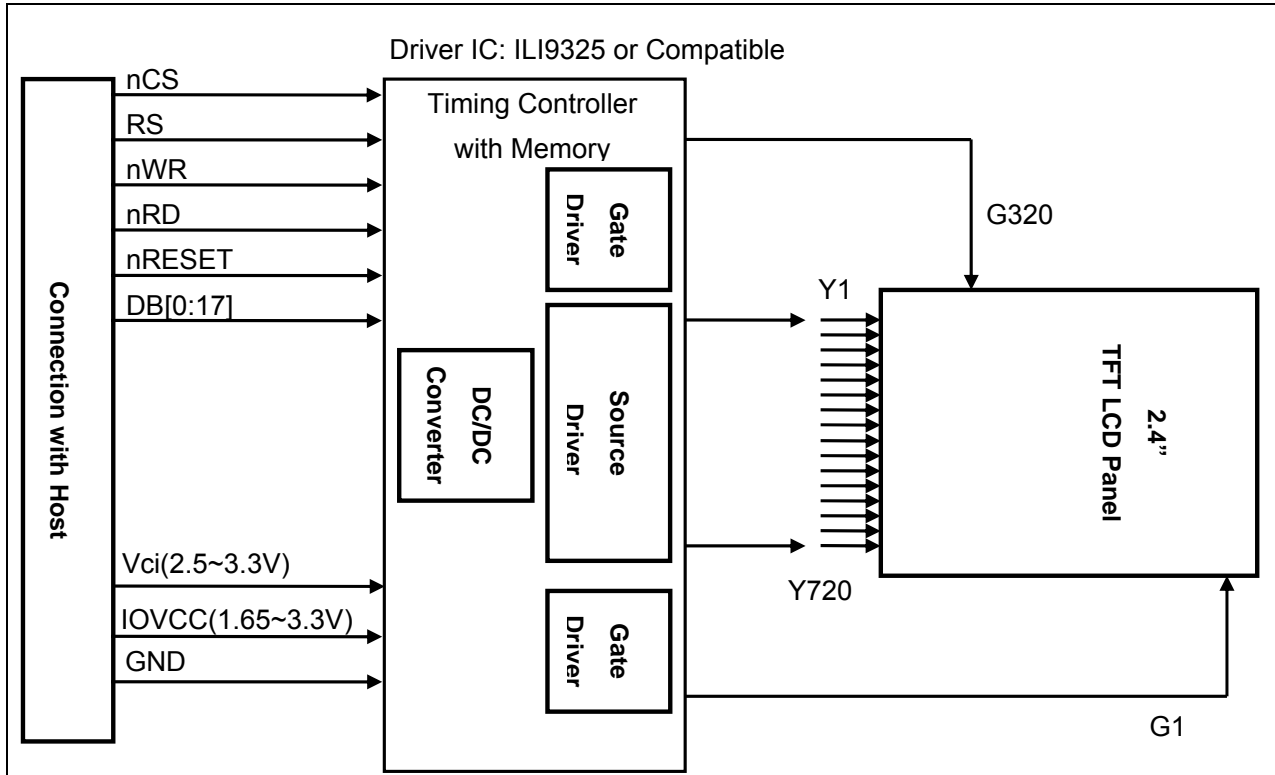 Driver IC: ILI9325 or Compatible
Connection with Host
nCS
RS
nWR
nRD
nRESET
DB[0:17]
Vci(2.5~3.3V)
IOVCC(1.65~3.3V)
GND
Timing Controller
with Memory
Gate
Driver
DC/DC
Converter
Source
Driver
Gate
Driver
G320
Y1
Y720
G1
2.4”
TFT LCD Panel